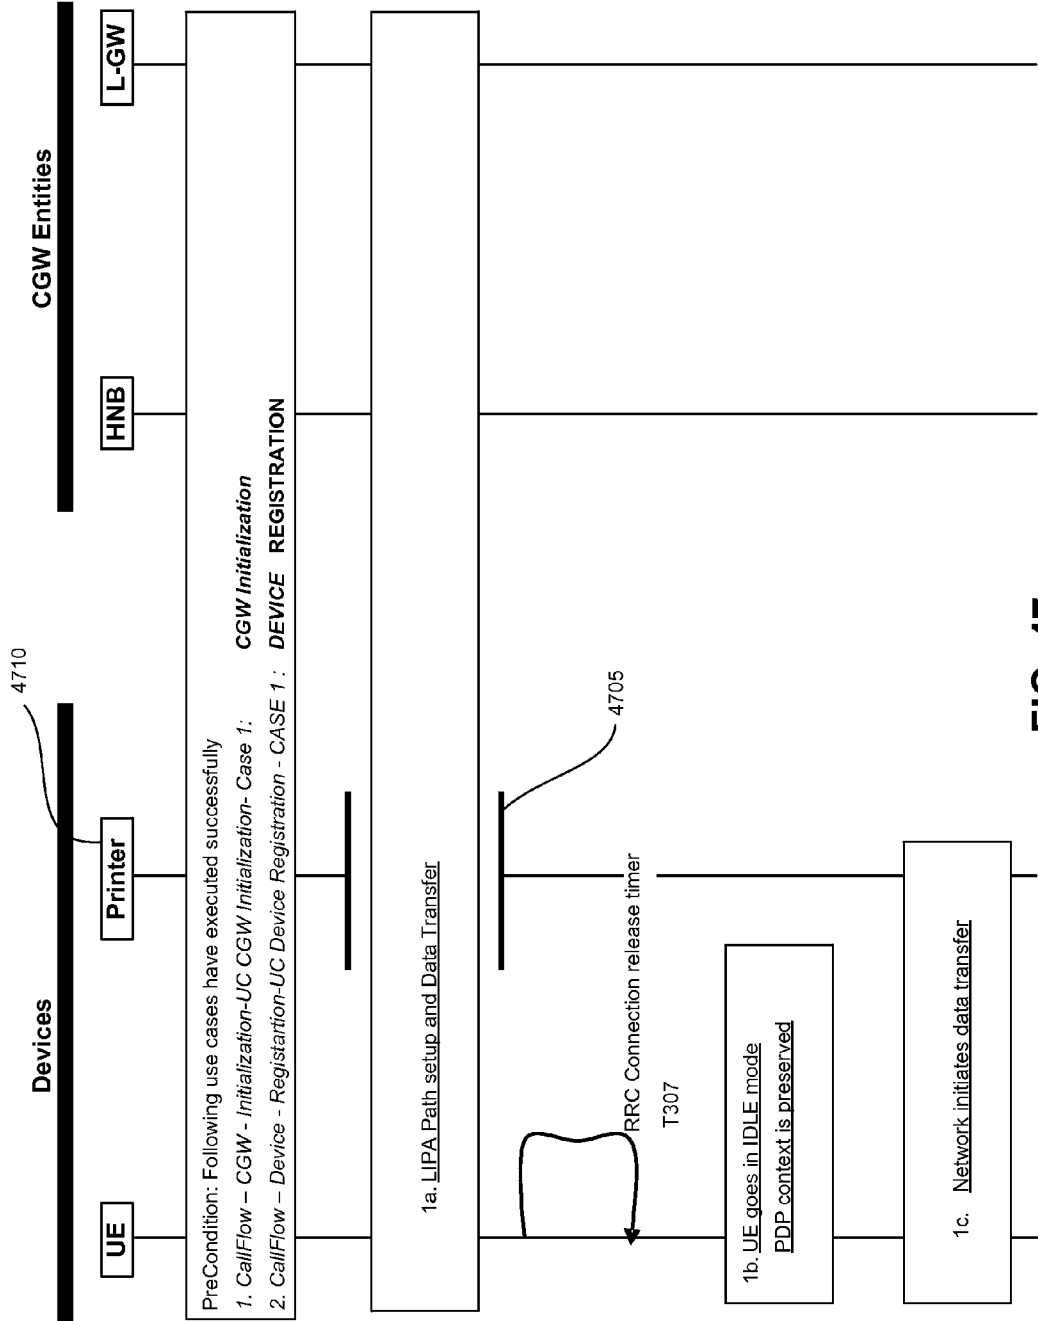 Devices
CGW Entities
4710
UE
Printer
HNB
L-GW
PreCondition: Following use cases have executed successfully
1. CallFlow – CGW - Initialization-UC CGW Initialization- Case 1: CGW Initialization
2. CallFlow – Device - Registartion-UC Device Registration - CASE 1 : DEVICE REGISTRATION
1a. LIPA Path setup and Data Transfer
4705
RRC Connection release timer
T307
1b. UE goes in IDLE mode
PDP context is preserved
1c. Network initiates data transfer